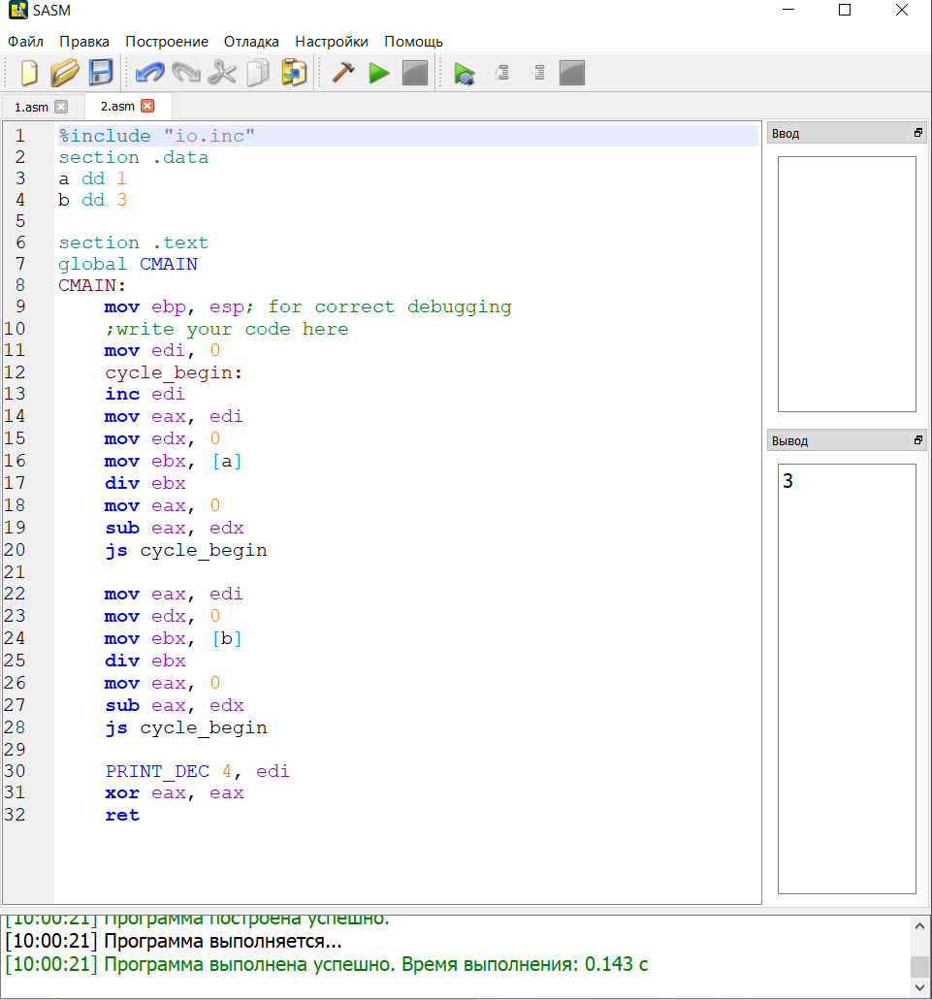 SASM
Файл Правка Построение Отладка Настройки Помощь
1.asm 2.asm
1 %include "io.inc"
2 section .data
3 a dd 1
4 b dd 3
5
6 section .text
7 global CMAIN
8 CMAIN:
9 mov ebp, esp; for correct debugging
10 ;write your code here
11 mov edi, 0
12 cycle_begin:
13 inc edi
14 mov eax, edi
15 mov edx, 0
16 mov ebx, [a]
17 div ebx
18 mov eax, 0
19 sub eax, edx
20 js cycle_begin
21
22 mov eax, edi
23 mov edx, 0
24 mov ebx, [b]
25 div ebx
26 mov eax, 0
27 sub eax, edx
28 js cycle_begin
29
30 PRINT_DEC 4, edi
31 xor eax, eax
32 ret
Ввод
Вывод
3
[10:00:21] Программа построена успешно.
[10:00:21] Программа выполняется...
[10:00:21] Программа выполнена успешно. Время выполнения: 0.143 с